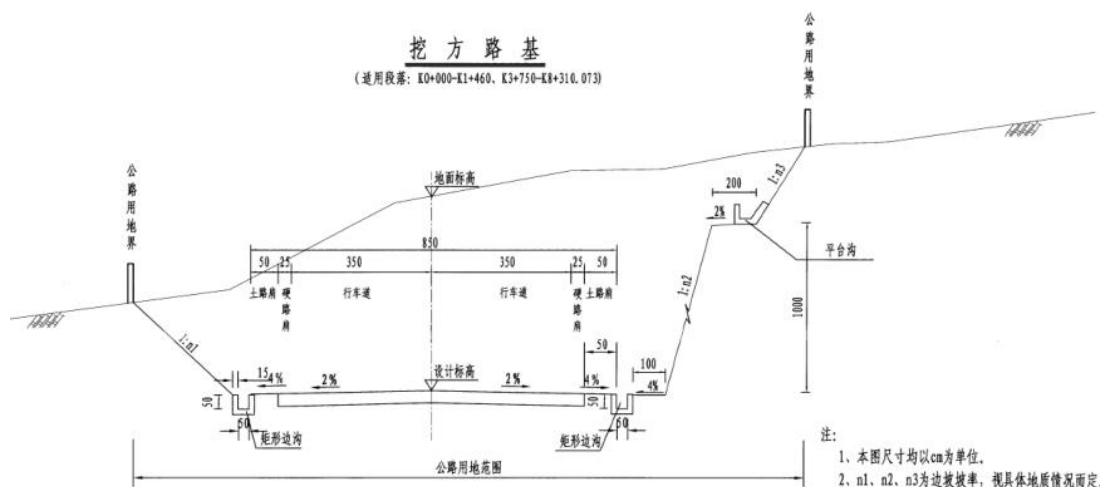 挖方路基
(适用段落: K0+000-K1+460、K3+750-K8+310.073)
公路用地界
公路用地界
地面标高
200
1:n3
2%
平台沟
850
50
25
350
350
25
50
土路肩
硬路肩
行车道
行车道
硬路肩
土路肩
1:n2
1000
1:n1
50
100
15
4%
2%
设计标高
2%
4%
4%
50
50
50
50
矩形边沟
矩形边沟
公路用地范围
注:
1、本图尺寸均以cm为单位。
2、n1、n2、n3为边坡坡率, 视具体地质情况而定。